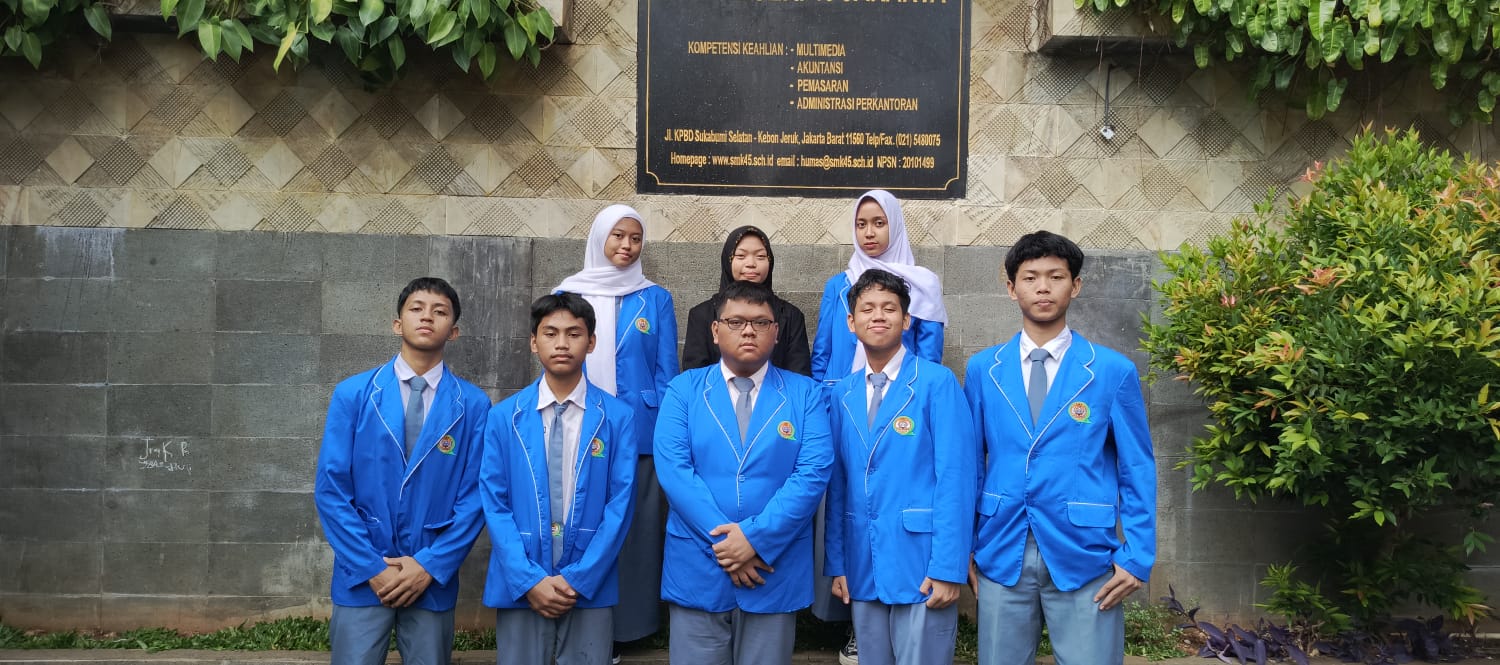 KOMPETENSI KEAHLIAN : - MULTIMEDIA
- AKUNTANSI
- PEMASARAN
- ADMINISTRASI PERKANTORAN
Jl. KPBD Sukabumi Selatan - Kebon Jeruk, Jakarta Barat 11560 Telp/Fax. (021) 5480075
Homepage : www.smk45.sch.id email : humas@smk45.sch.id NPSN : 20101499